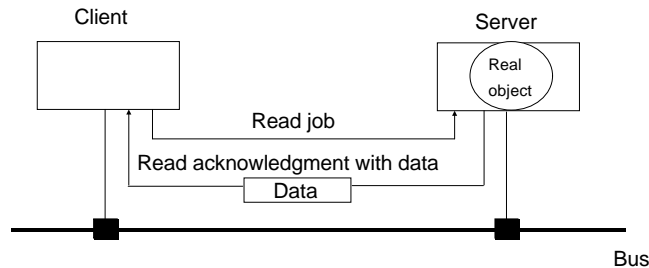 Client
Server
Real
object
Read job
Read acknowledgment with data
Data
Bus